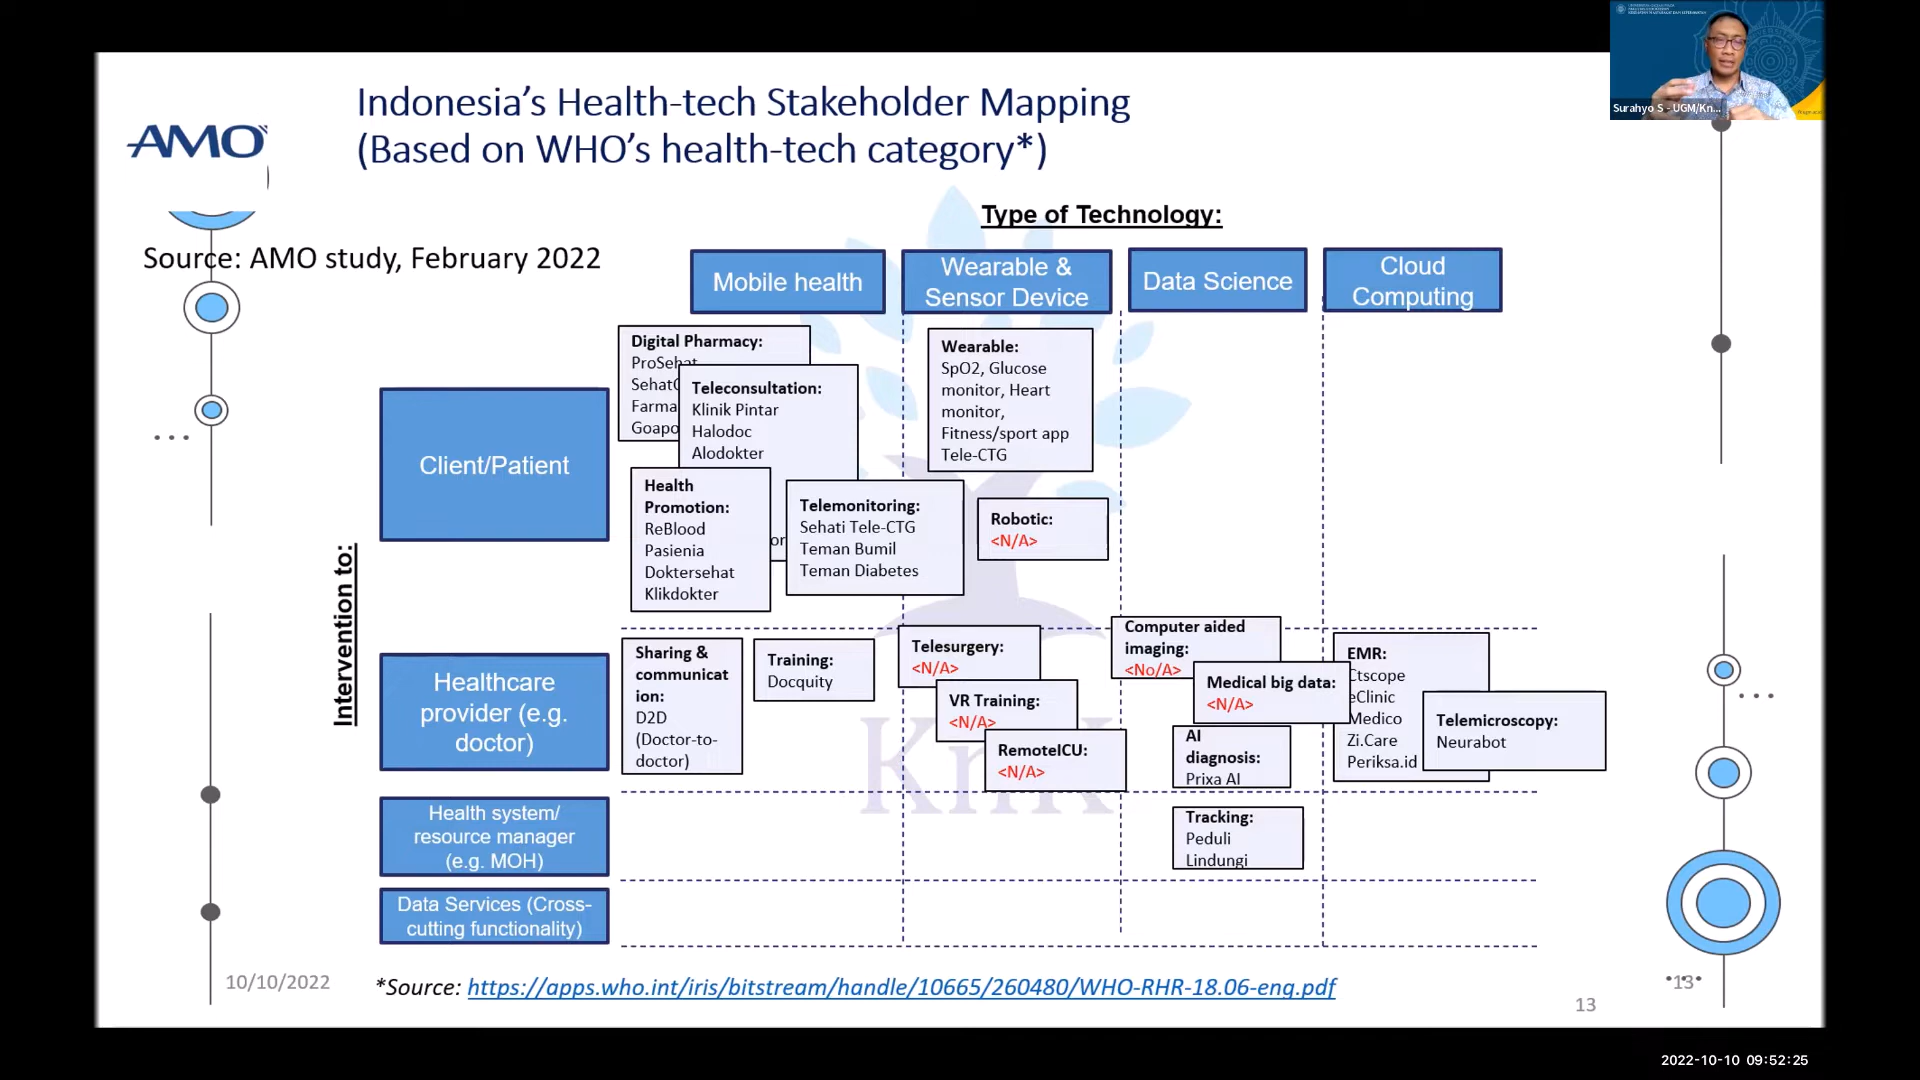 Surahyo S - UGM/Kn...
AMO
Indonesia's Health-tech Stakeholder Mapping
(Based on WHO's health-tech category*)
Source: AMO study, February 2022
Type of Technology:
Mobile health
Wearable &
Sensor Device
Data Science
Cloud
Computing
Intervention to:
Client/Patient
Digital Pharmacy:
ProSehat
Teleconsultation:
Klinik Pintar
Halodoc
Alodokter
Health
Promotion:
ReBlood
Pasienia
Doktersehat
Klikdokter
Telemonitoring:
Sehati Tele-CTG
Teman Bumil
Teman Diabetes
Wearable:
SpO2, Glucose
monitor, Heart
monitor,
Fitness/sport app
Tele-CTG
Robotic:
<N/A>
Healthcare
provider (e.g.
doctor)
Sharing &
communicat
ion:
D2D
(Doctor-to-
doctor)
Training:
Docquity
Telesurgery:
<N/A>
VR Training:
<N/A>
RemoteICU:
<N/A>
Computer aided
imaging:
<No/A>
Medical big data:
<N/A>
AI
diagnosis:
Prixa AI
EMR:
Ctscope
eClinic
Medico
Zi.Care
Periksa.id
Telemicroscopy:
Neurabot
Health system/
resource manager
(e.g. MOH)
Tracking:
Peduli
Lindungi
Data Services (Cross-
cutting functionality)
KnK
10/10/2022
*Source: https://apps.who.int/iris/bitstream/handle/10665/260480/WHO-RHR-18.06-eng.pdf
13
13
2022-10-10 09:52:25